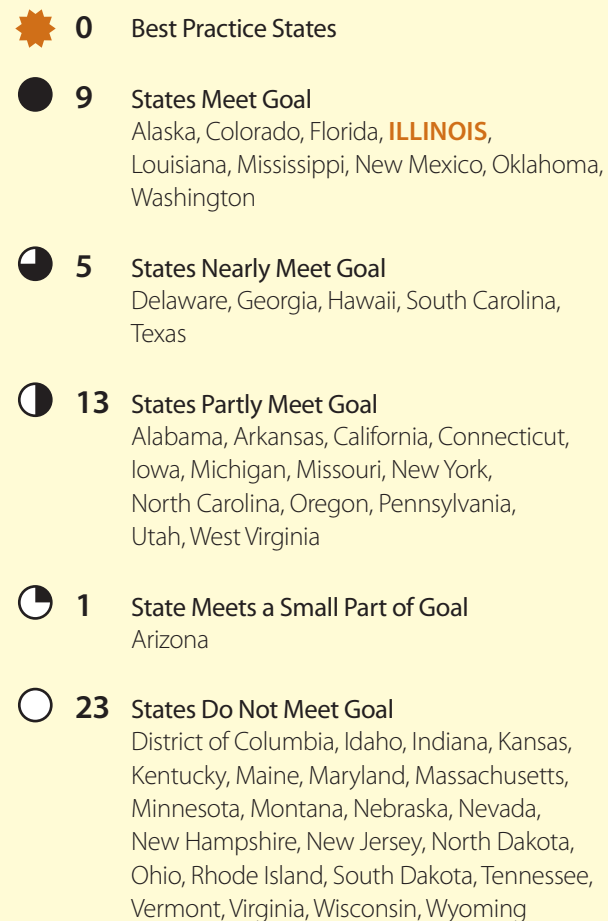 0 Best Practice States
9 States Meet Goal
Alaska, Colorado, Florida, ILLINOIS,
Louisiana, Mississippi, New Mexico, Oklahoma,
Washington
5 States Nearly Meet Goal
Delaware, Georgia, Hawaii, South Carolina,
Texas
13 States Partly Meet Goal
Alabama, Arkansas, California, Connecticut,
Iowa, Michigan, Missouri, New York,
North Carolina, Oregon, Pennsylvania,
Utah, West Virginia
1 State Meets a Small Part of Goal
Arizona
23 States Do Not Meet Goal
District of Columbia, Idaho, Indiana, Kansas,
Kentucky, Maine, Maryland, Massachusetts,
Minnesota, Montana, Nebraska, Nevada,
New Hampshire, New Jersey, North Dakota,
Ohio, Rhode Island, South Dakota, Tennessee,
Vermont, Virginia, Wisconsin, Wyoming